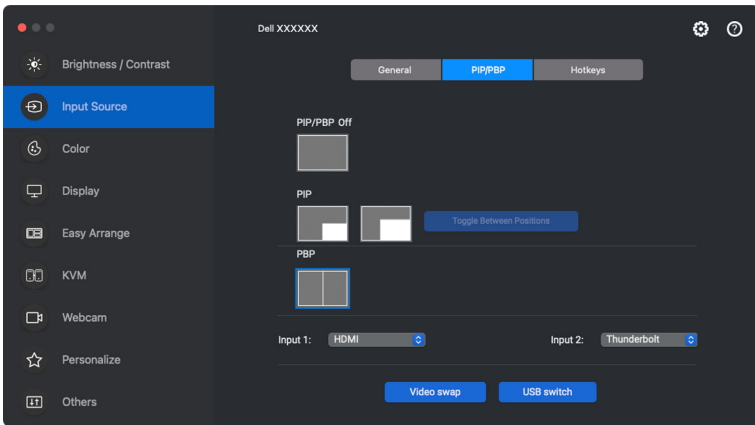 Dell XXXXXX
Brightness / Contrast
Input Source
Color
Display
Easy Arrange
KVM
Webcam
Personalize
Others
General
PIP/PBP
Hotkeys
PIP/PBP Off
PIP
Toggle Between Positions
PBP
Input 1:
HDMI
Input 2:
Thunderbolt
Video swap
USB switch